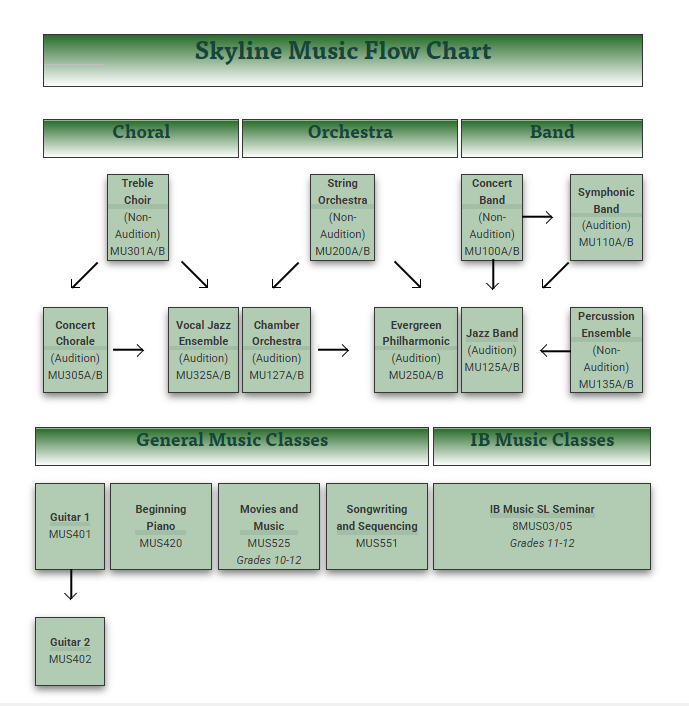 Skyline Music Flow Chart
Choral
Orchestra
Band
Treble
Choir
(Non-
Audition)
MU301A/B
String
Orchestra
(Non-
Audition)
MU200A/B
Concert
Band
(Non-
Audition)
MU100A/B
Symphonic
Band
(Audition)
MU110A/B
Concert
Chorale
(Audition)
MU305A/B
Vocal Jazz
Ensemble
(Audition)
MU325A/B
Chamber
Orchestra
(Audition)
MU127A/B
Evergreen
Philharmonic
(Audition)
MU250A/B
Jazz Band
(Audition)
MU125A/B
Percussion
Ensemble
(Non-
Audition)
MU135A/B
General Music Classes
IB Music Classes
Guitar 1
MUS401
Beginning
Piano
MUS420
Movies and
Music
MUS525
Grades 10-12
Songwriting
and Sequencing
MUS551
IB Music SL Seminar
8MUS03/05
Grades 11-12
Guitar 2
MUS402